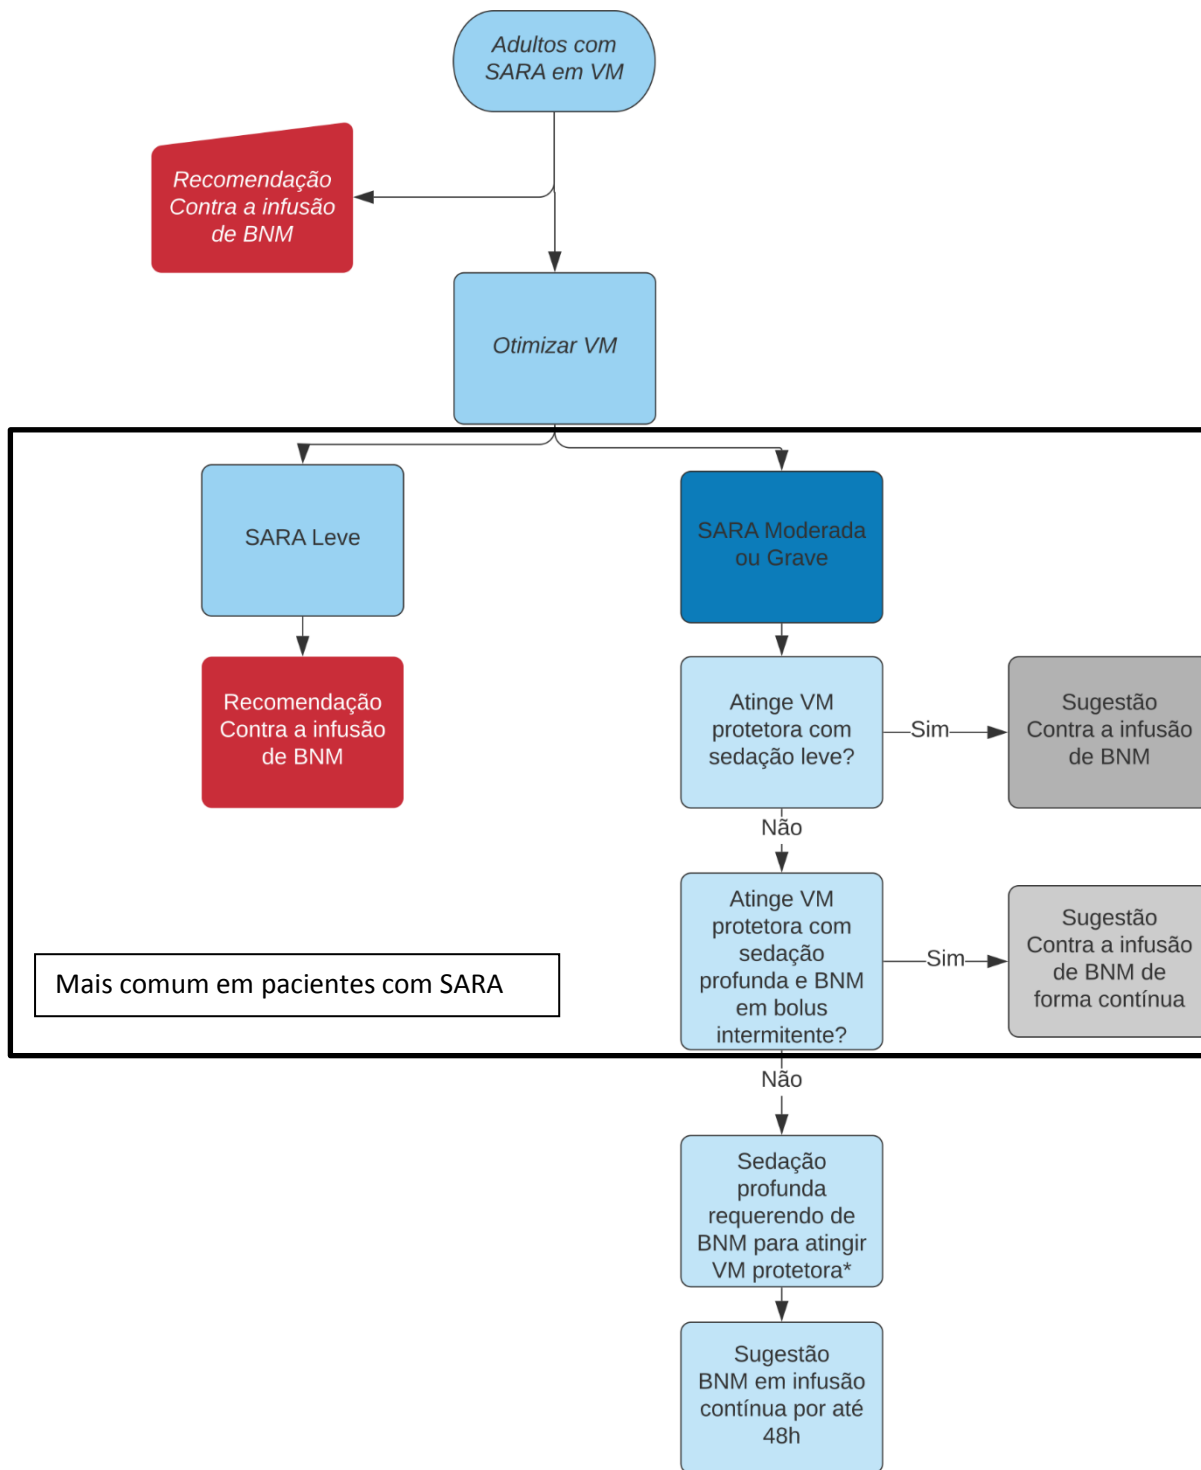 Adultos com
SARA em VM
Recomendação
Contra a infusão
de BNM
Otimizar VM
SARA Leve
SARA Moderada
ou Grave
Recomendação
Contra a infusão
de BNM
Atinge VM
protetora com
sedação leve?
Sim
Sugestão
Contra a infusão
de BNM
Não
Atinge VM
protetora com
sedação
profunda e BNM
em bolus
intermitente?
Sim
Sugestão
Contra a infusão
de BNM de
forma contínua
Mais comum em pacientes com SARA
Não
Sedação
profunda
requerendo de
BNM para atingir
VM protetora*
Sugestão
BNM em infusão
contínua por até
48h